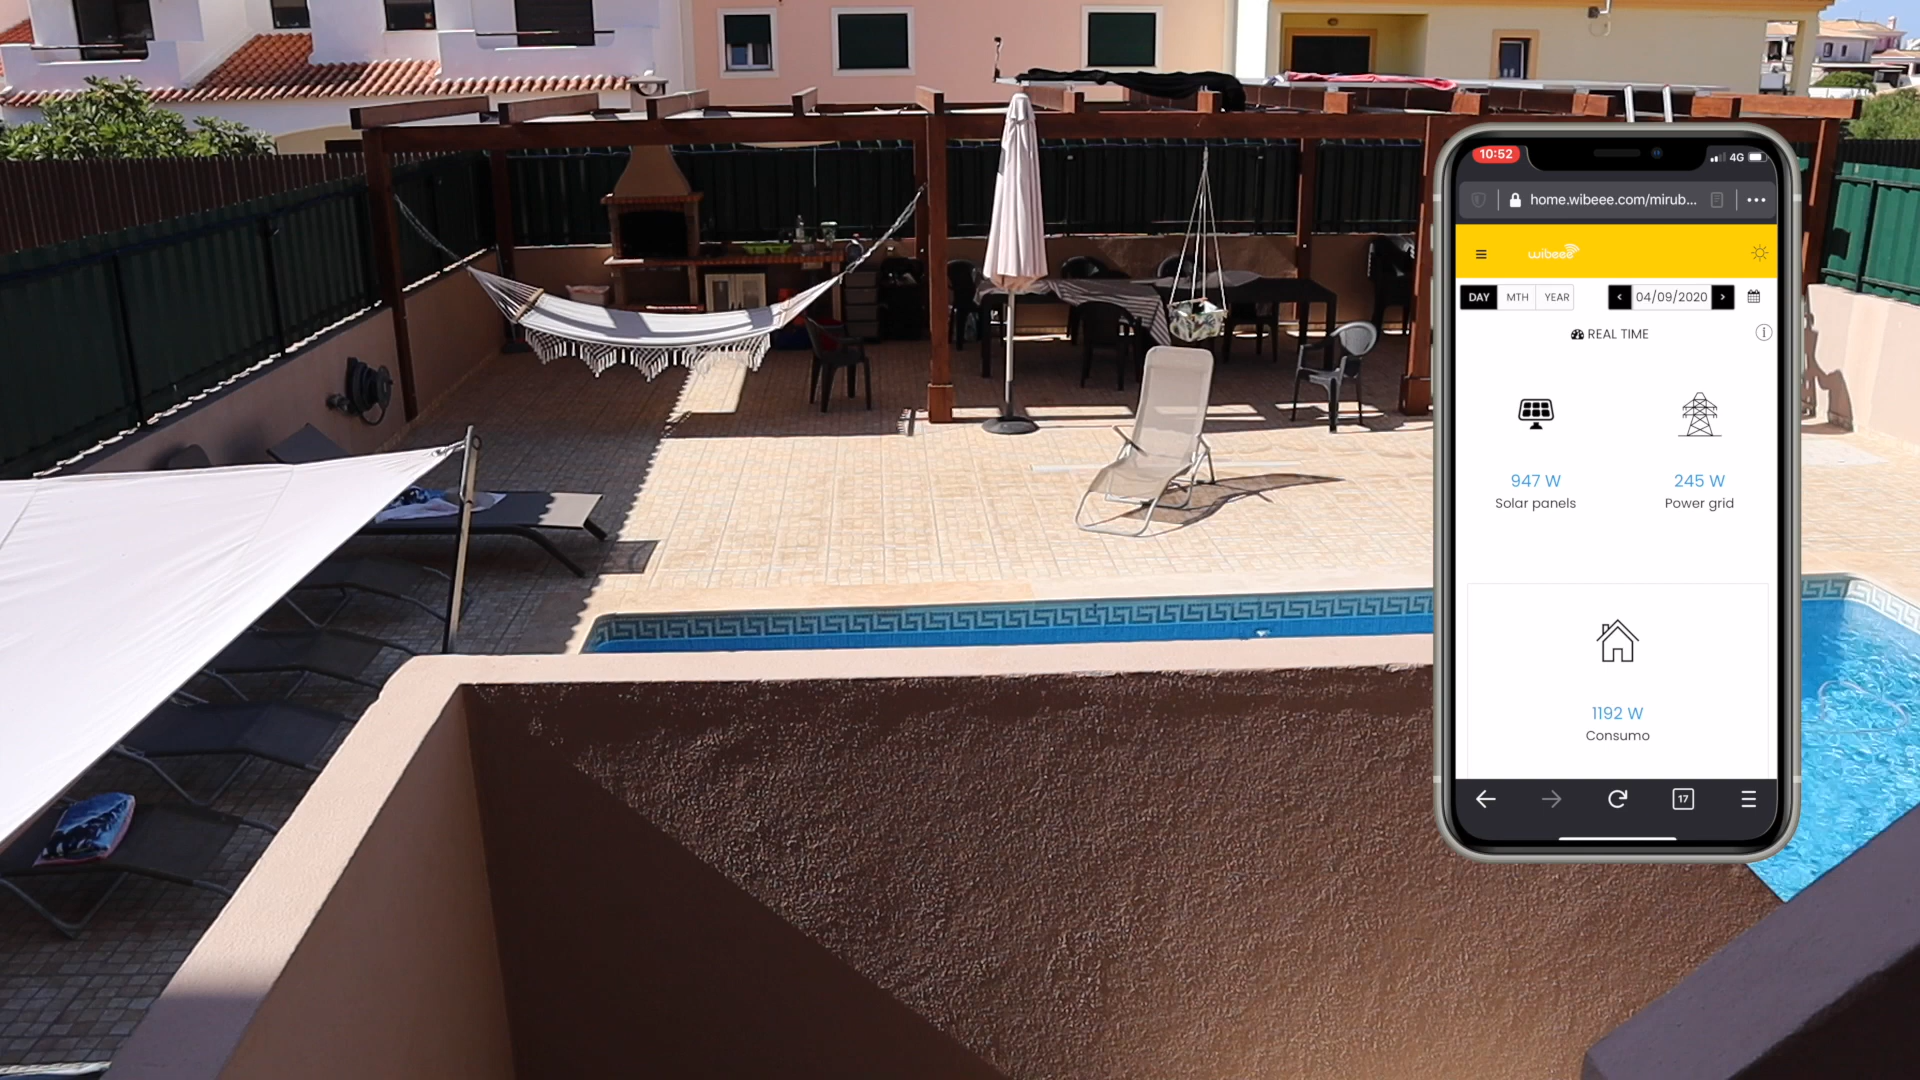 10:52
4G
home.wibeee.com/mirub...
wibeee
DAY MTH YEAR
04/09/2020
REAL TIME
947 W
Solar panels
245 W
Power grid
1192 W
Consumo
17